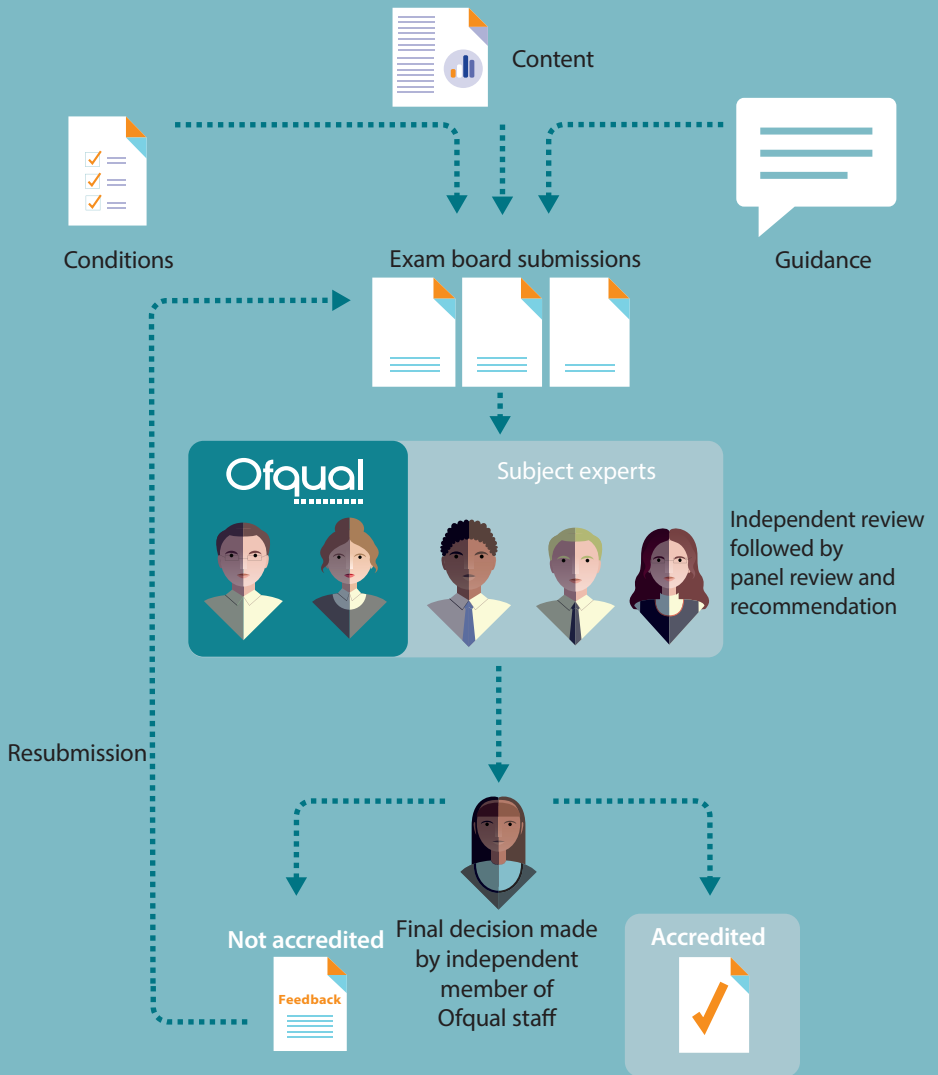 Content
Conditions
Exam board submissions
Guidance
Ofqual
Subject experts
Independent review
followed by
panel review and
recommendation
Resubmission
Not accredited
Feedback
Final decision made
by independent
member of
Ofqual staff
Accredited